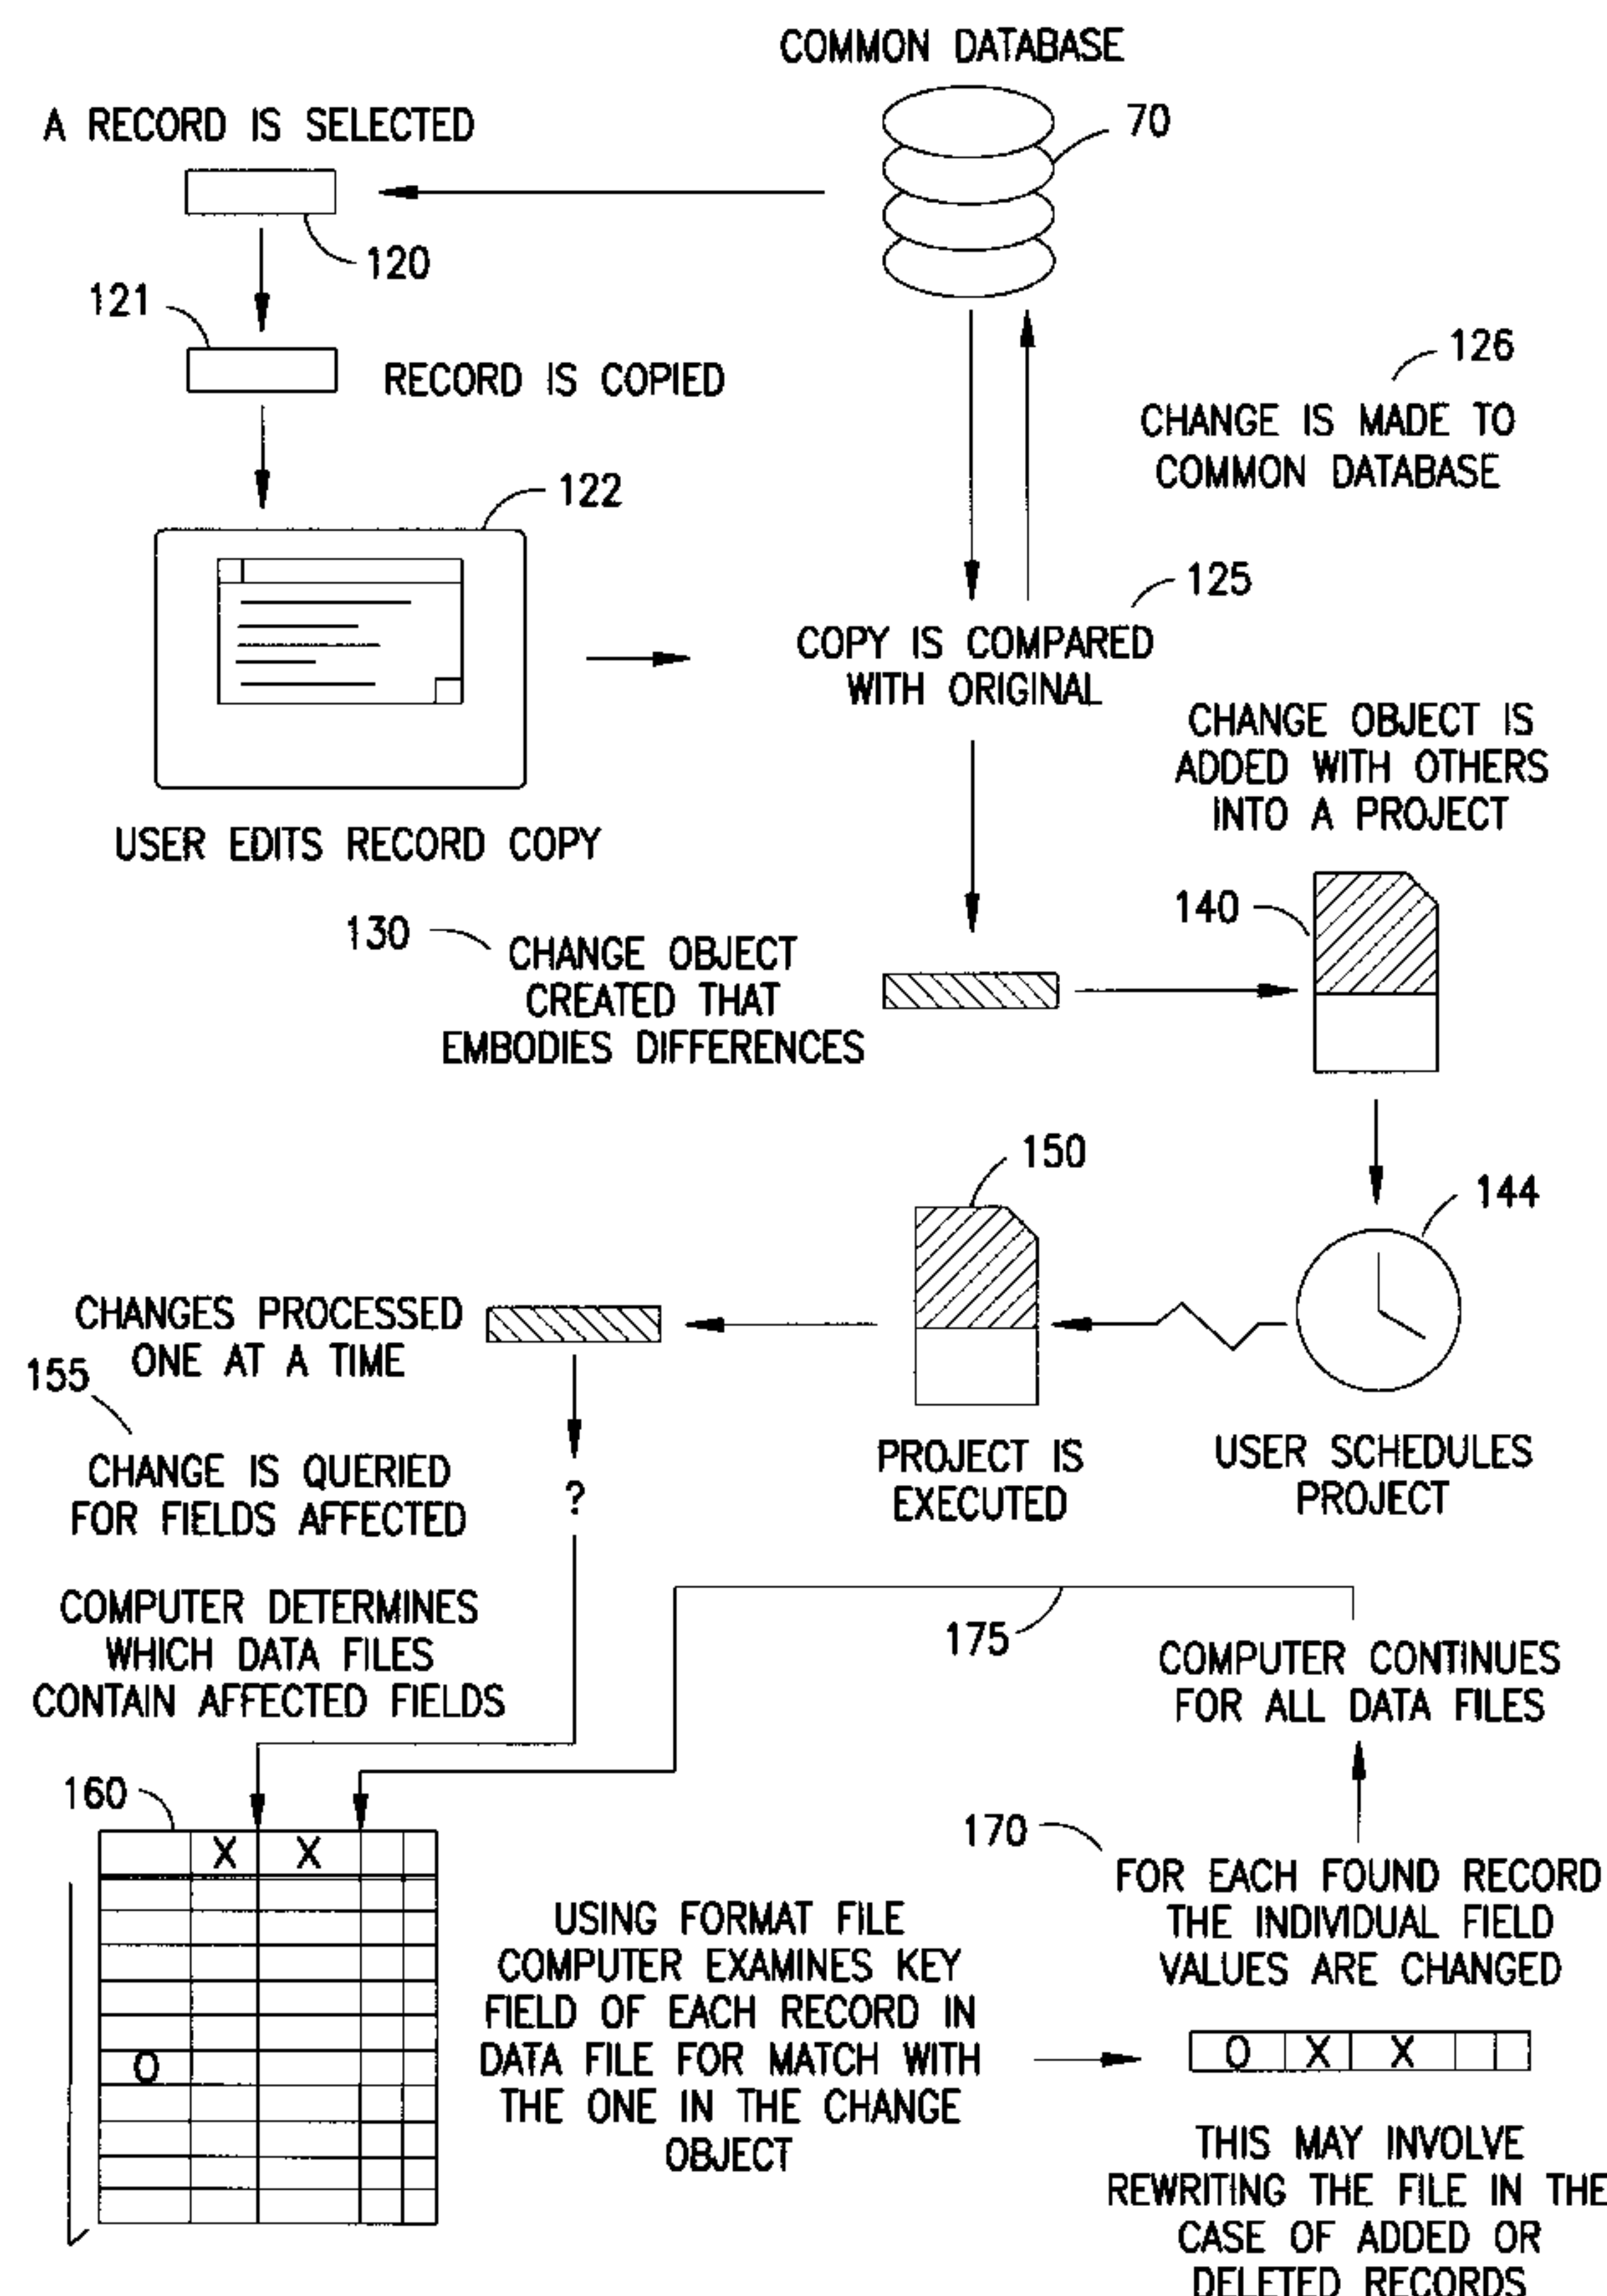 COMMON DATABASE
70
A RECORD IS SELECTED
120
121
RECORD IS COPIED
122
USER EDITS RECORD COPY
126
CHANGE IS MADE TO
COMMON DATABASE
125
COPY IS COMPARED
WITH ORIGINAL
CHANGE OBJECT IS
ADDED WITH OTHERS
INTO A PROJECT
140
130
CHANGE OBJECT
CREATED THAT
EMBODIES DIFFERENCES
150
144
USER SCHEDULES
PROJECT
PROJECT IS
EXECUTED
CHANGES PROCESSED
ONE AT A TIME
155
CHANGE IS QUERIED
FOR FIELDS AFFECTED
?
COMPUTER DETERMINES
WHICH DATA FILES
CONTAIN AFFECTED FIELDS
175
COMPUTER CONTINUES
FOR ALL DATA FILES
160
X X
O
USING FORMAT FILE
COMPUTER EXAMINES KEY
FIELD OF EACH RECORD IN
DATA FILE FOR MATCH WITH
THE ONE IN THE CHANGE
OBJECT
170
FOR EACH FOUND RECORD
THE INDIVIDUAL FIELD
VALUES ARE CHANGED
O X X
THIS MAY INVOLVE
REWRITING THE FILE IN THE
CASE OF ADDED OR
DELETED RECORDS